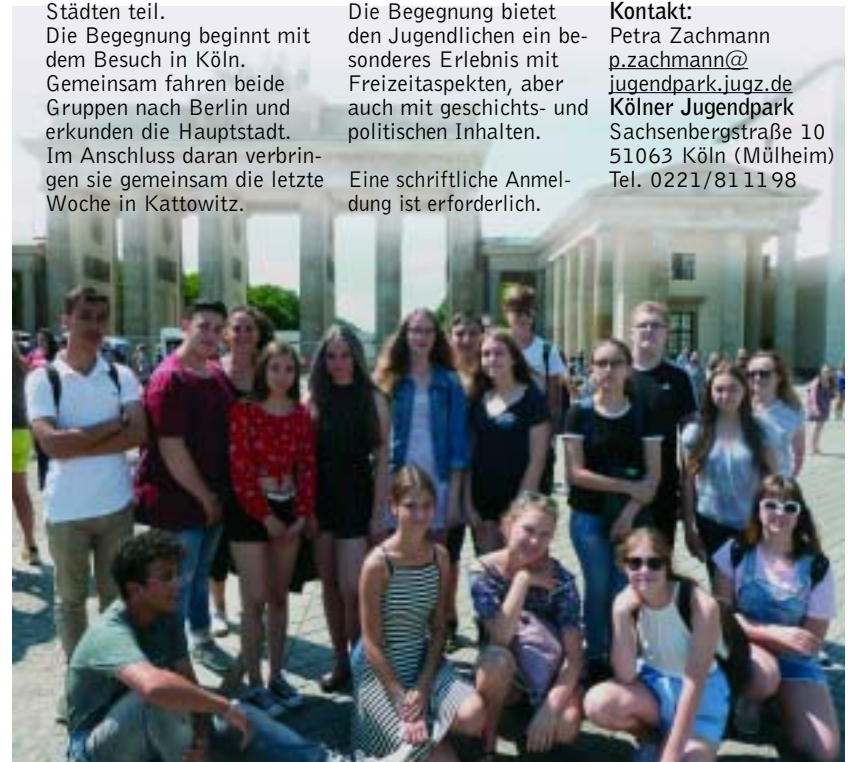 Städten teil.
Die Begegnung beginnt mit
dem Besuch in Köln.
Gemeinsam fahren beide
Gruppen nach Berlin und
erkunden die Hauptstadt.
Im Anschluss daran verbrin-
gen sie gemeinsam die letzte
Woche in Kattowitz.
Die Begegnung bietet
den Jugendlichen ein be-
sonderes Erlebnis mit
Freizeitaspekten, aber
auch mit geschichts- und
politischen Inhalten.
Eine schriftliche Anmel-
dung ist erforderlich.
Kontakt:
Petra Zachmann
p.zachmann@
jugendpark.jugz.de
Kölner Jugendpark
Sachsenbergstraße 10
51063 Köln (Mülheim)
Tel. 0221/811198